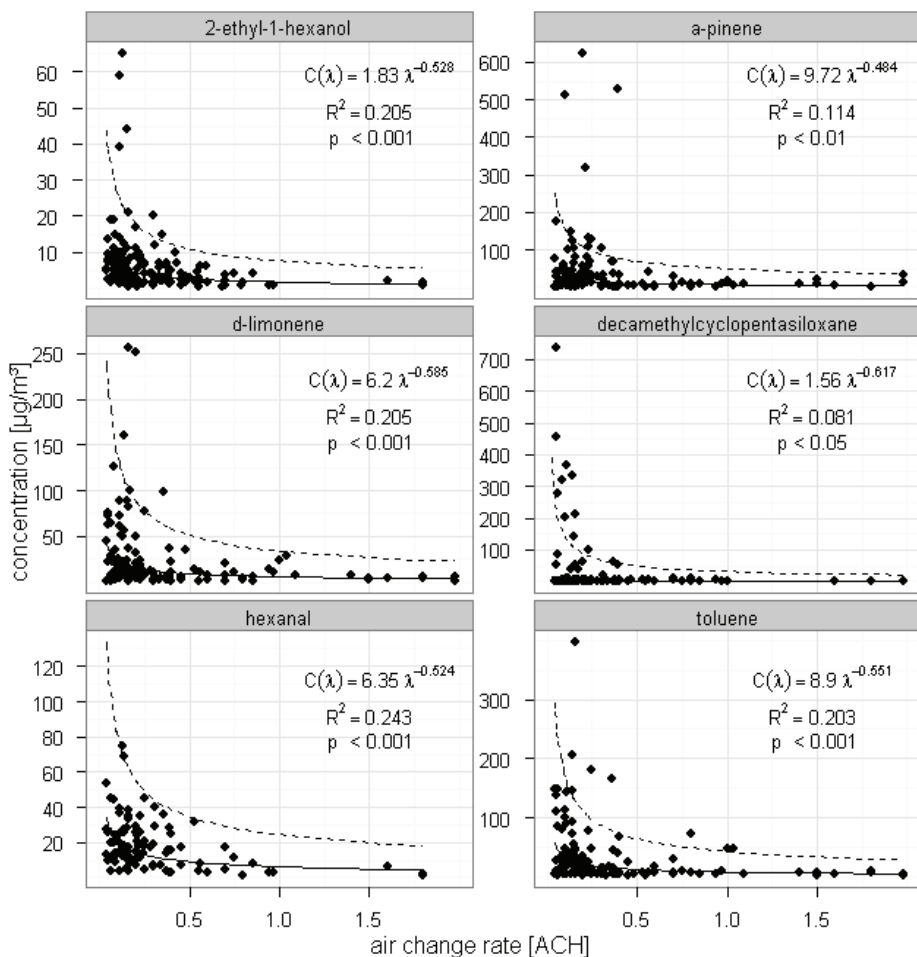 2-ethyl-1-hexanol
C(λ) = 1.83 λ^−0.528
R² = 0.205
p < 0.001
60
50
40
30
20
10
a-pinene
C(λ) = 9.72 λ^−0.484
R² = 0.114
p < 0.01
600
500
400
300
200
100
d-limonene
C(λ) = 6.2 λ^−0.585
R² = 0.205
p < 0.001
250
200
150
100
50
decamethylcyclopentasiloxane
C(λ) = 1.56 λ^−0.617
R² = 0.081
p < 0.05
700
600
500
400
300
200
100
hexanal
C(λ) = 6.35 λ^−0.524
R² = 0.243
p < 0.001
120
100
80
60
40
20
toluene
C(λ) = 8.9 λ^−0.551
R² = 0.203
p < 0.001
300
200
100
0.5 1.0 1.5
0.5 1.0 1.5
concentration [µg/m³]
air change rate [ACH]